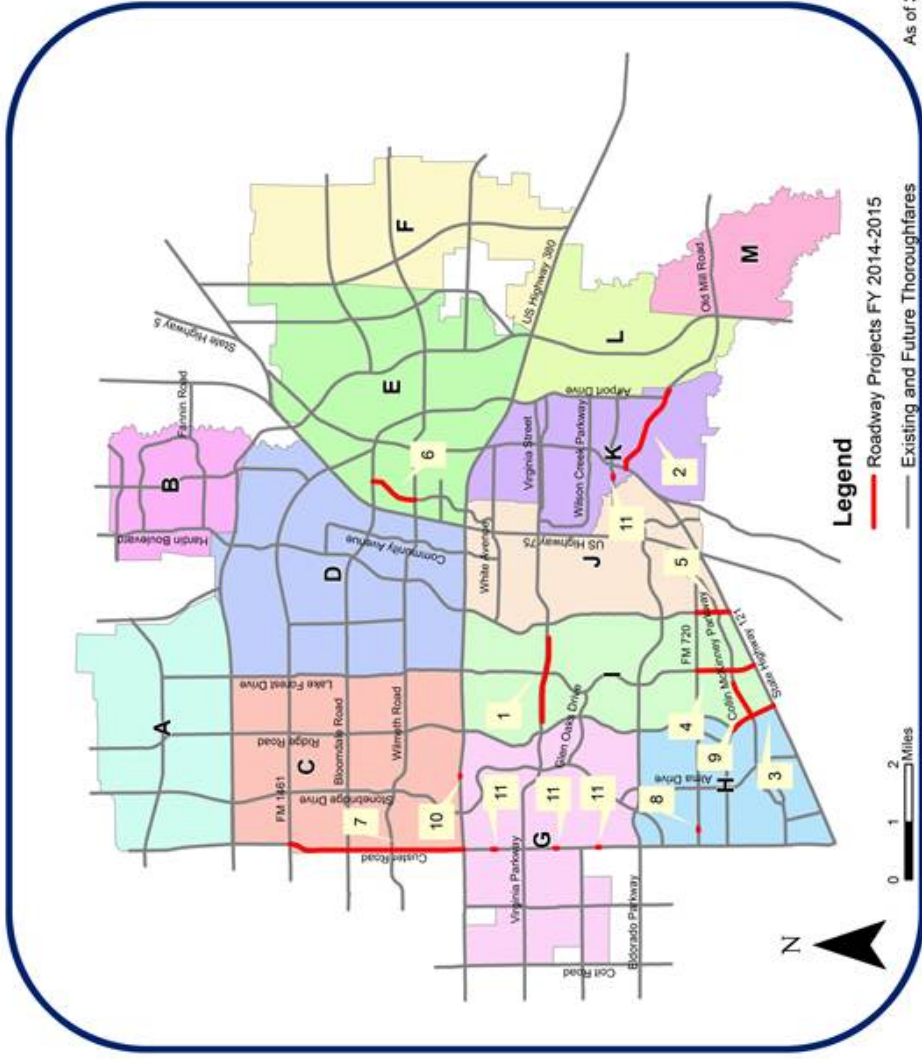 A
B
Hardin Boulevard
Fannin Road
State Highway 5
FM 1461
C
D
E
F
Lake Forest Drive
Ridge Road
Bloomdale Road
Stonebridge Drive
Wilmeth Road
Custer Road
Community Avenue
7
10
6
White Avenue
US Highway 380
1
11
11
11
Virginia Parkway
Virginia Street
G
Glen Oaks Drive
I
J
US Highway 75
Wilson Creek Parkway
K
11
Airport Drive
L
Coit Road
Eldorado Parkway
8
4
5
2
FM 720
Old Mill Road
M
Alma Drive
9
H
Collin McKinney Parkway
3
State Highway 121
N
0 1 2
Miles
Legend
Roadway Projects FY 2014-2015
Existing and Future Thoroughfares
As of 3